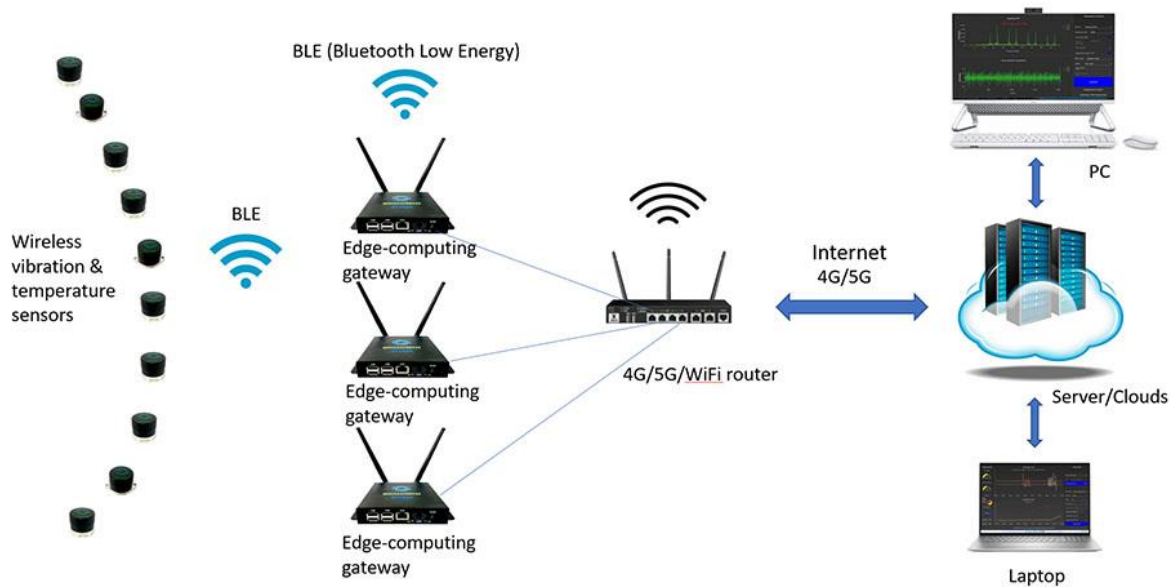 BLE (Bluetooth Low Energy)
PC
BLE
Wireless
vibration &
temperature
sensors
Edge-computing
gateway
Internet
4G/5G
Edge-computing
gateway
4G/5G/WiFi router
Server/Clouds
Edge-computing
gateway
Laptop